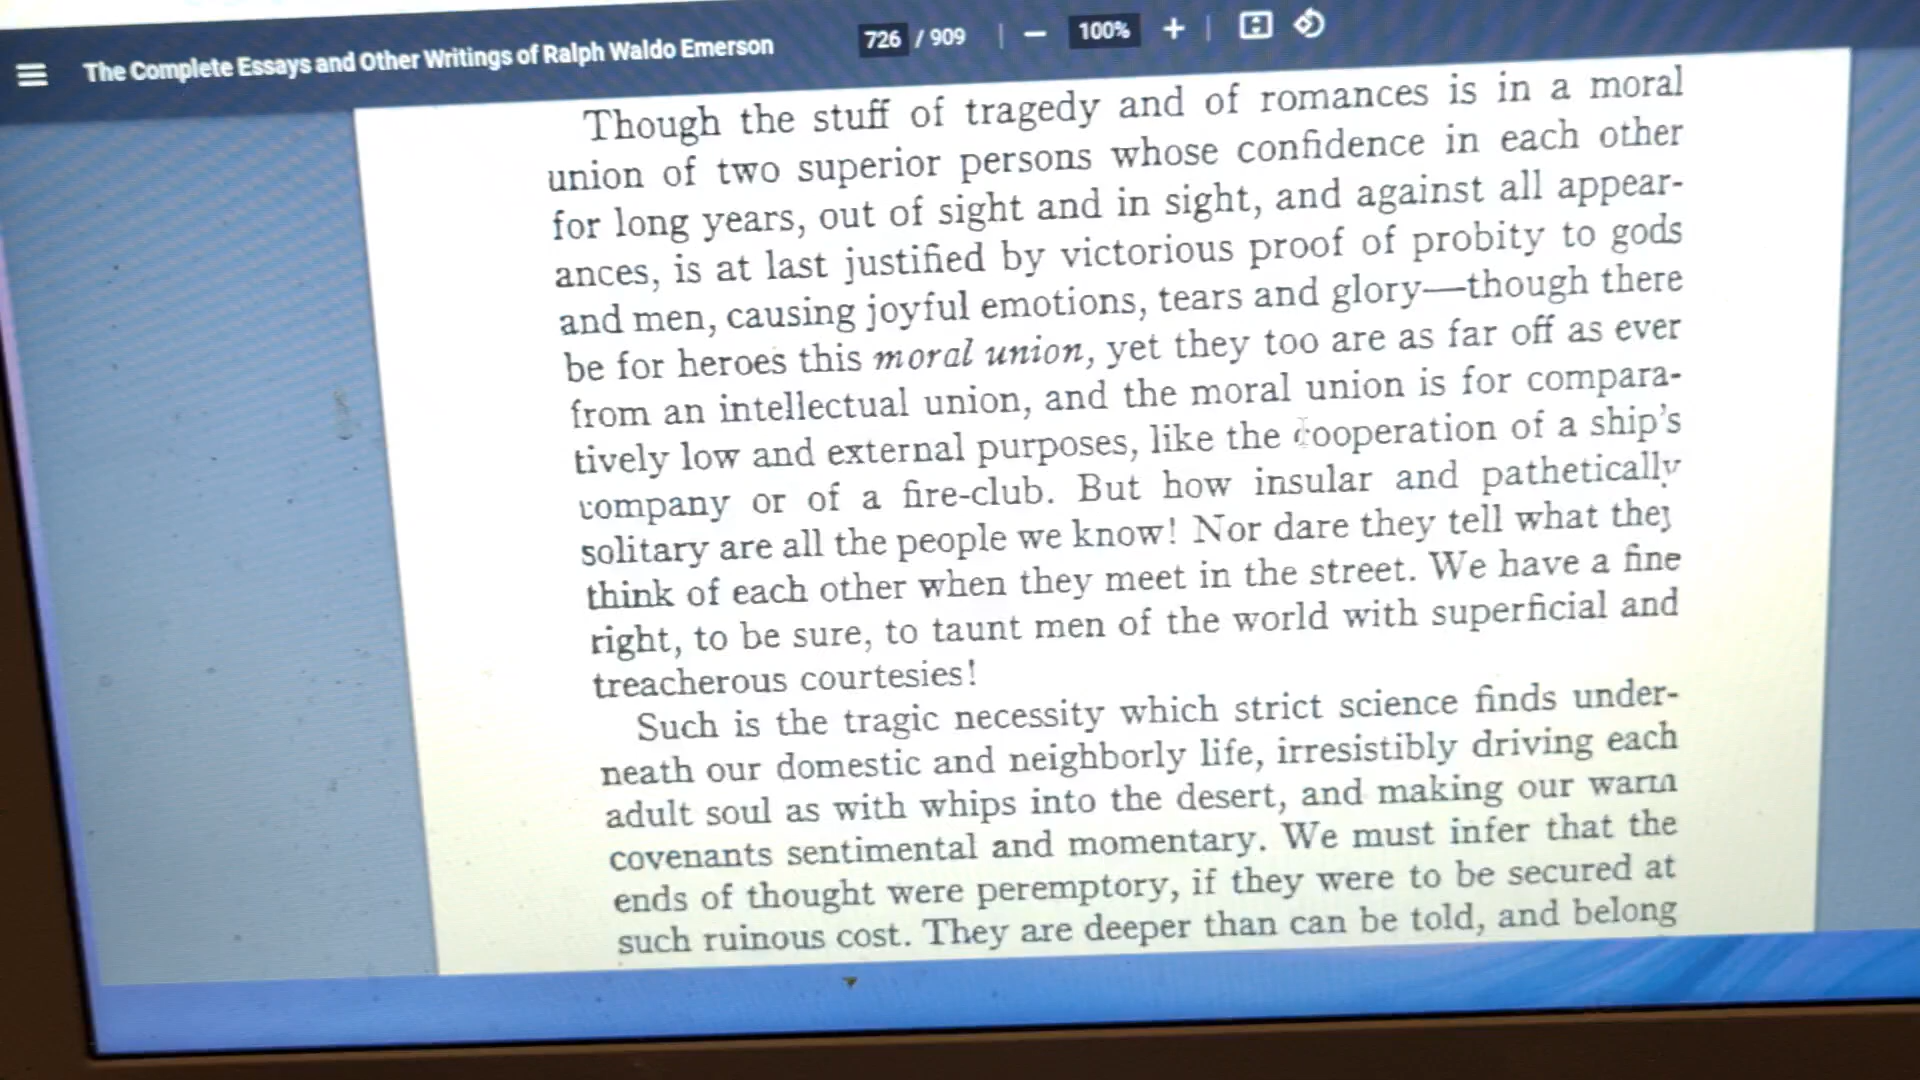 The Complete Essays and Other Writings of Ralph Waldo Emerson 726 / 909 | − 100% + |
Though the stuff of tragedy and of romances is in a moral
union of two superior persons whose confidence in each other
for long years, out of sight and in sight, and against all appear-
ances, is at last justified by victorious proof of probity to gods
and men, causing joyful emotions, tears and glory—though there
be for heroes this moral union, yet they too are as far off as ever
from an intellectual union, and the moral union is for compara-
tively low and external purposes, like the cooperation of a ship's
company or of a fire-club. But how insular and pathetically
solitary are all the people we know! Nor dare they tell what they
think of each other when they meet in the street. We have a fine
right, to be sure, to taunt men of the world with superficial and
treacherous courtesies!
Such is the tragic necessity which strict science finds under-
neath our domestic and neighborly life, irresistibly driving each
adult soul as with whips into the desert, and making our warm
covenants sentimental and momentary. We must infer that the
ends of thought were peremptory, if they were to be secured at
such ruinous cost. They are deeper than can be told, and belong